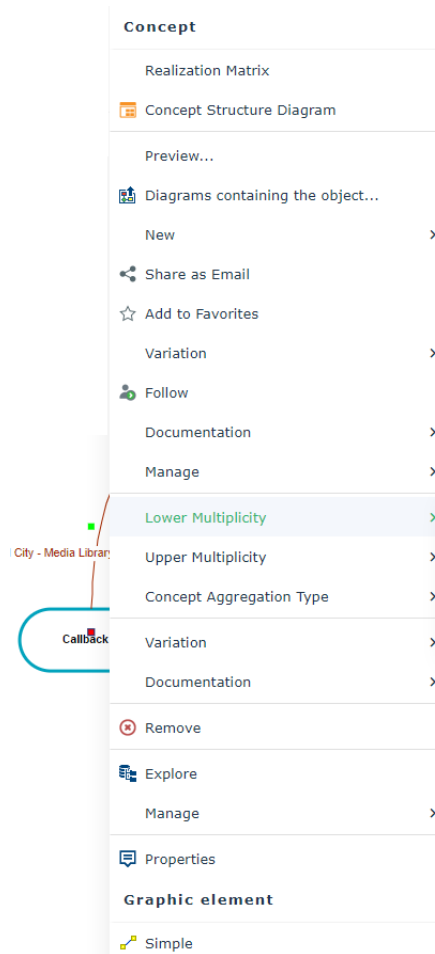 Concept
Realization Matrix
Concept Structure Diagram
Preview...
Diagrams containing the object...
New
Share as Email
Add to Favorites
Variation
Follow
Documentation
Manage
Lower Multiplicity
City - Media Library
Upper Multiplicity
Concept Aggregation Type
Callback
Variation
Documentation
Remove
Explore
Manage
Properties
Graphic element
Simple